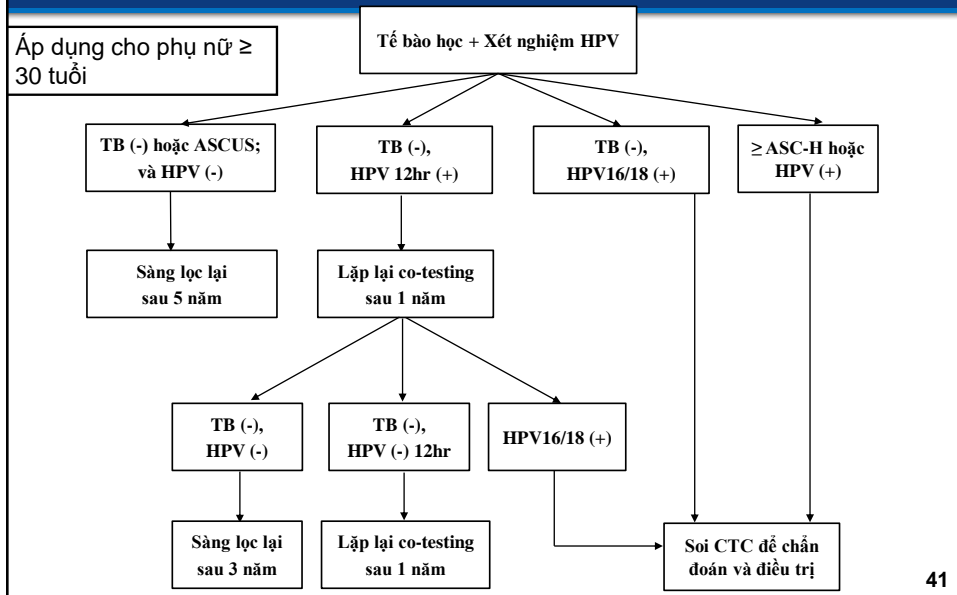 Áp dụng cho phụ nữ ≥
30 tuổi
Tế bào học + Xét nghiệm HPV
TB (-) hoặc ASCUS;
và HPV (-)
TB (-),
HPV 12hr (+)
TB (-),
HPV16/18 (+)
≥ ASC-H hoặc
HPV (+)
Sàng lọc lại
sau 5 năm
Lặp lại co-testing
sau 1 năm
TB (-),
HPV (-)
TB (-),
HPV (-) 12hr
HPV16/18 (+)
Sàng lọc lại
sau 3 năm
Lặp lại co-testing
sau 1 năm
Soi CTC để chẩn
đoán và điều trị
41